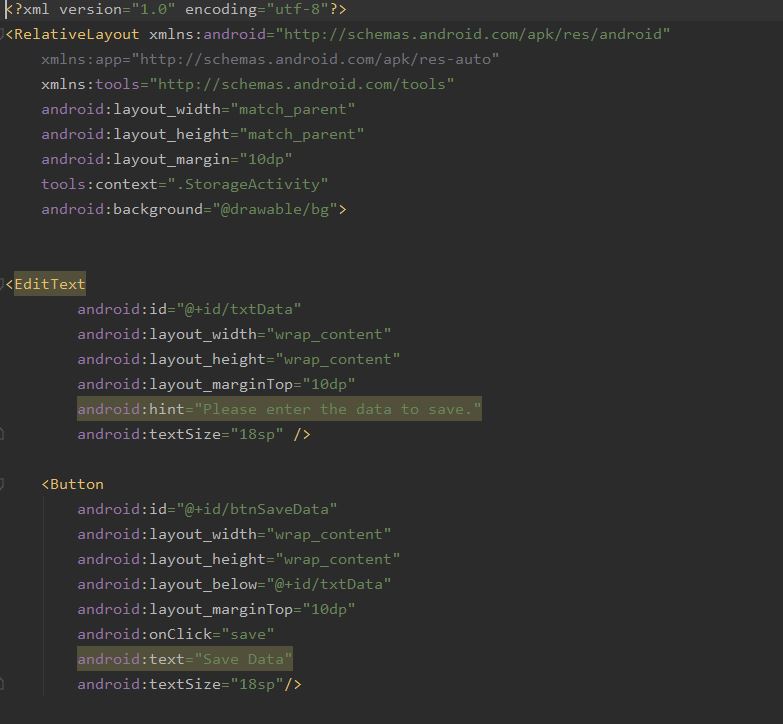 <?xml version="1.0" encoding="utf-8"?>
<RelativeLayout xmlns:android="http://schemas.android.com/apk/res/android"
xmlns:app="http://schemas.android.com/apk/res-auto"
xmlns:tools="http://schemas.android.com/tools"
android:layout_width="match_parent"
android:layout_height="match_parent"
android:layout_margin="10dp"
tools:context=".StorageActivity"
android:background="@drawable/bg">
<EditText
android:id="@+id/txtData"
android:layout_width="wrap_content"
android:layout_height="wrap_content"
android:layout_marginTop="10dp"
android:hint="Please enter the data to save."
android:textSize="18sp" />
<Button
android:id="@+id/btnSaveData"
android:layout_width="wrap_content"
android:layout_height="wrap_content"
android:layout_below="@+id/txtData"
android:layout_marginTop="10dp"
android:onClick="save"
android:text="Save Data"
android:textSize="18sp"/>